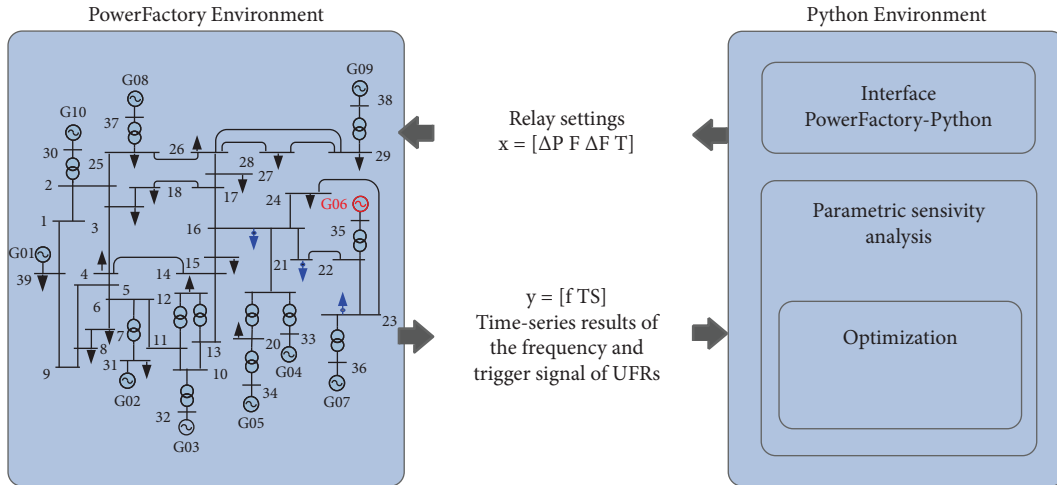 PowerFactory Environment
Python Environment
G08
G09
G10
37
38
30
25
26
28
29
2
27
18
17
24
G06
1
3
35
16
G01
15
21
22
39
4
14
5
12
6
23
7
13
20
33
8
11
31
10
G04
36
9
34
G02
32
G05
G07
G03
Relay settings
x = [ΔP F ΔF T]
y = [f TS]
Time-series results of
the frequency and
trigger signal of UFRs
Interface
PowerFactory-Python
Parametric sensivity
analysis
Optimization